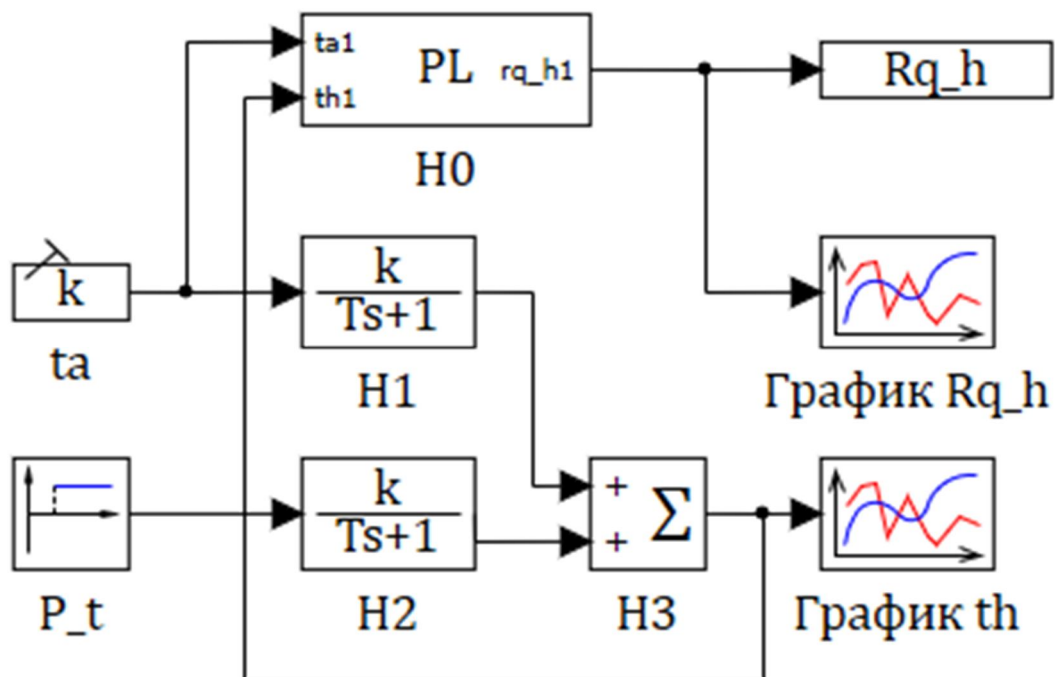 ta1
PL rq_h1
th1
Rq_h
H0
k
ta
k
Ts+1
H1
График Rq_h
P_t
k
Ts+1
H2
+
Σ
+
H3
График th